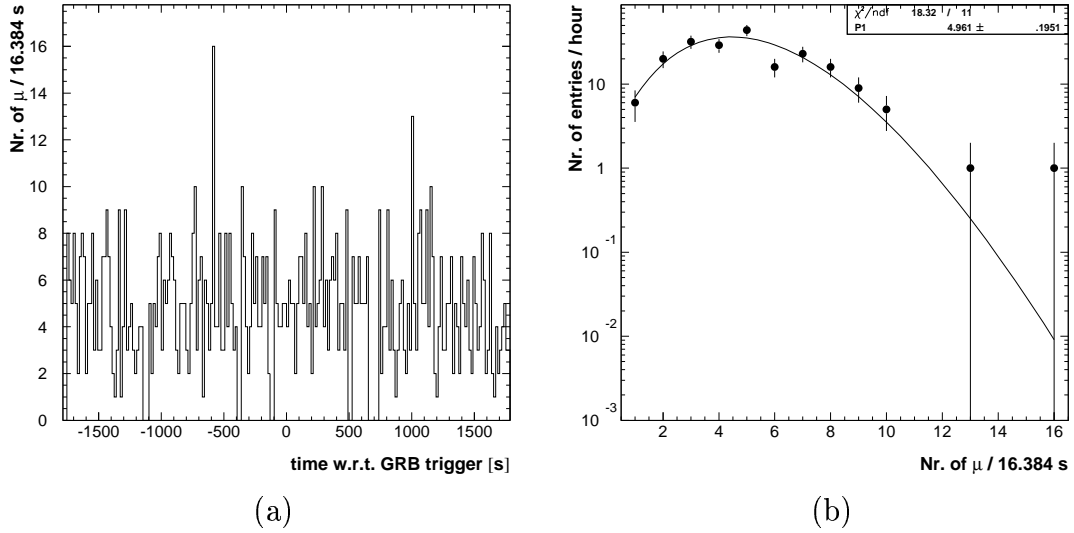 Nr. of μ / 16.384 s
16
14
12
10
8
6
4
2
0
-1500 -1000 -500 0 500 1000 1500
time w.r.t. GRB trigger [s]
(a)
Nr. of entries / hour
χ²/ndf 18.32 / 11
P1 4.961 ± .1951
10
1
10 -1
10 -2
10 -3
2 4 6 8 10 12 14 16
Nr. of μ / 16.384 s
(b)